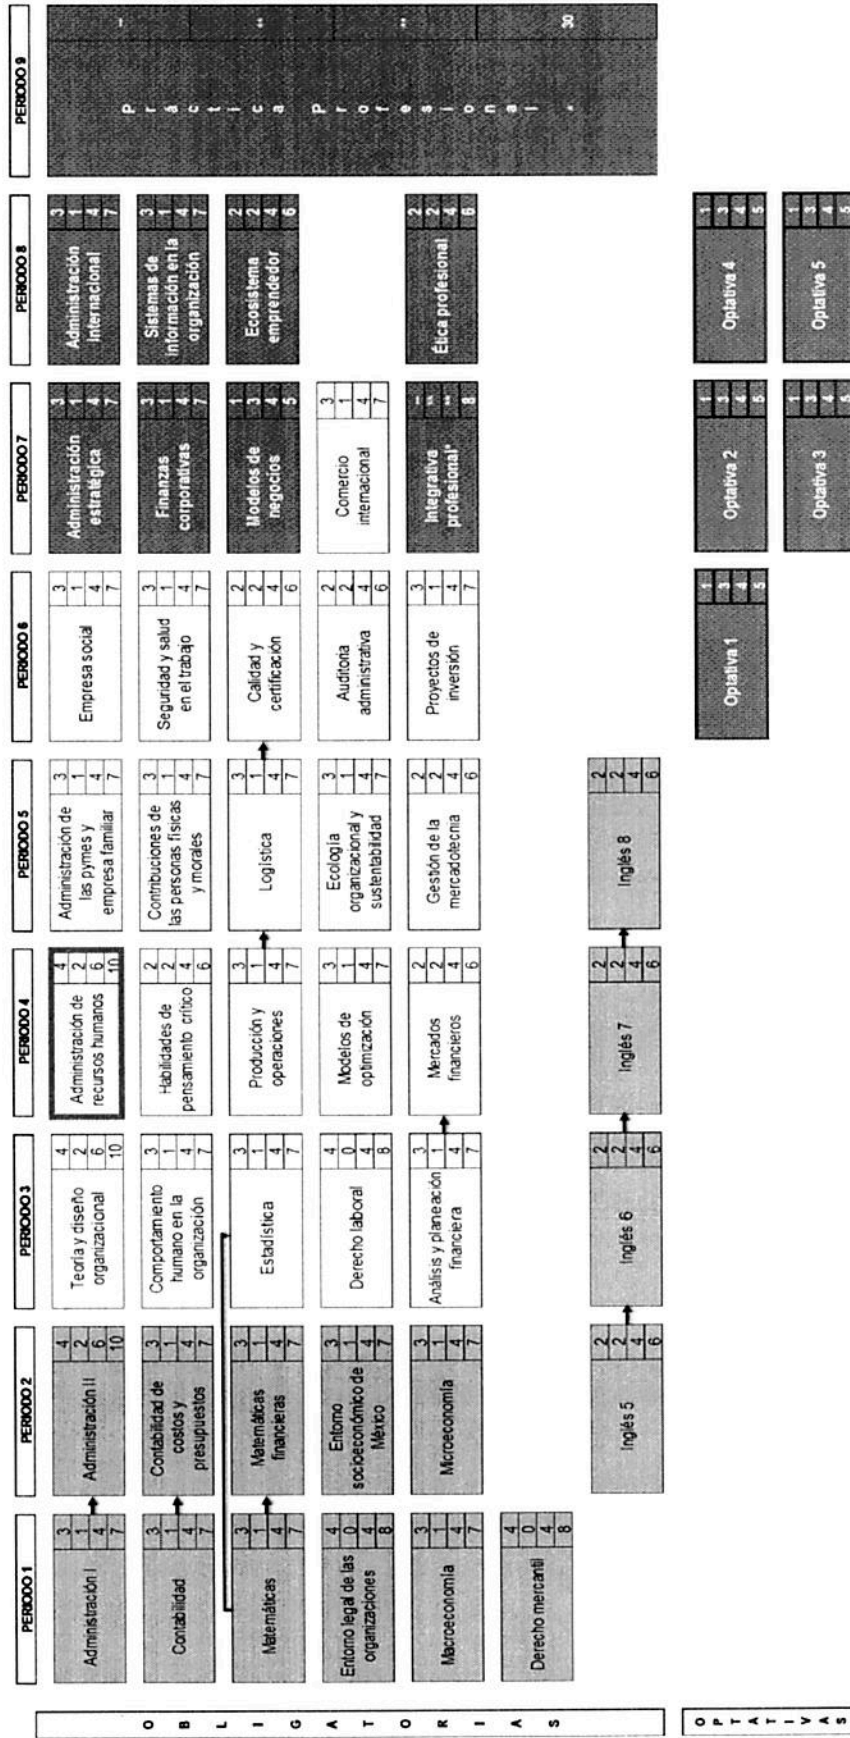 PERIODO 1
PERIODO 2
PERIODO 3
PERIODO 4
PERIODO 5
PERIODO 6
PERIODO 7
PERIODO 8
PERIODO 9
O B L I G A T O R I A S
Administración I
3
1
4
7
Administración II
4
2
6
10
Teoría y diseño
organizacional
4
2
6
10
Administración de
recursos humanos
4
2
6
10
Administración de
las pymes y
empresa familiar
3
1
4
7
Empresa social
3
1
4
7
Administración
estratégica
3
1
4
7
Administración
Internacional
3
1
4
7
Contabilidad
3
1
4
7
Contabilidad de
costos y
presupuestos
3
1
4
7
Comportamiento
humano en la
organización
3
1
4
7
Habilidades de
pensamiento crítico
2
2
4
6
Contribuciones de
las personas físicas
y morales
3
1
4
7
Seguridad y salud
en el trabajo
3
1
4
7
Finanzas
corporativas
3
1
4
7
Sistemas de
información en la
organización
3
1
4
7
Matemáticas
3
1
4
7
Matemáticas
financieras
3
1
4
7
Estadística
3
1
4
7
Producción y
operaciones
3
1
4
7
Logística
3
1
4
7
Calidad y
certificación
2
2
4
6
Modelos de
negocios
1
3
4
5
Ecosistema
emprendedor
2
2
4
6
Entorno legal de las
organizaciones
4
0
4
8
Entorno
socioeconómico de
México
3
1
4
7
Derecho laboral
4
0
4
8
Modelos de
optimización
3
1
4
7
Ecología
organizacional y
sustentabilidad
3
1
4
7
Auditoría
administrativa
2
2
4
6
Comercio
internacional
3
1
4
7
Macroeconomía
3
1
4
7
Microeconomía
3
1
4
7
Análisis y planeación
financiera
3
1
4
7
Mercados
financieros
2
2
4
6
Gestión de la
mercadotecnia
2
2
4
6
Proyectos de
inversión
3
1
4
7
Integrativa
profesional*
--
**
**
8
Ética profesional
2
2
4
6
Derecho mercantil
4
0
4
8
Inglés 5
2
2
4
6
Inglés 6
2
2
4
6
Inglés 7
2
2
4
6
Inglés 8
2
2
4
6
P r á c t i c a P r o f e s i o n a l *
--
**
**
30
O P T A T I V A S
Optativa 1
1
3
4
5
Optativa 2
1
3
4
5
Optativa 4
1
3
4
5
Optativa 3
1
3
4
5
Optativa 5
1
3
4
5